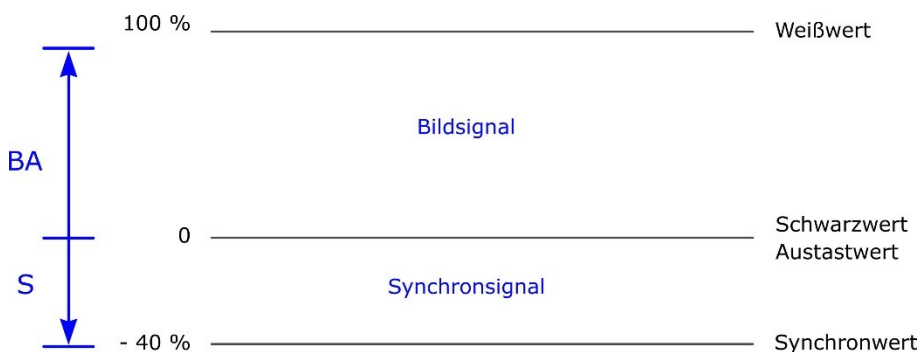 100 %
Weißwert
Bildsignal
BA
0
Schwarzwert
Austastwert
S
Synchronsignal
- 40 %
Synchronwert